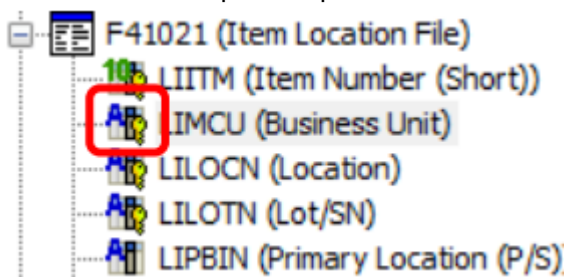 F41021 (Item Location File)
10 LIITM (Item Number (Short))
A LIMCU (Business Unit)
A LILOCN (Location)
A LILOTN (Lot/SN)
A LIPBIN (Primary Location (P/S))